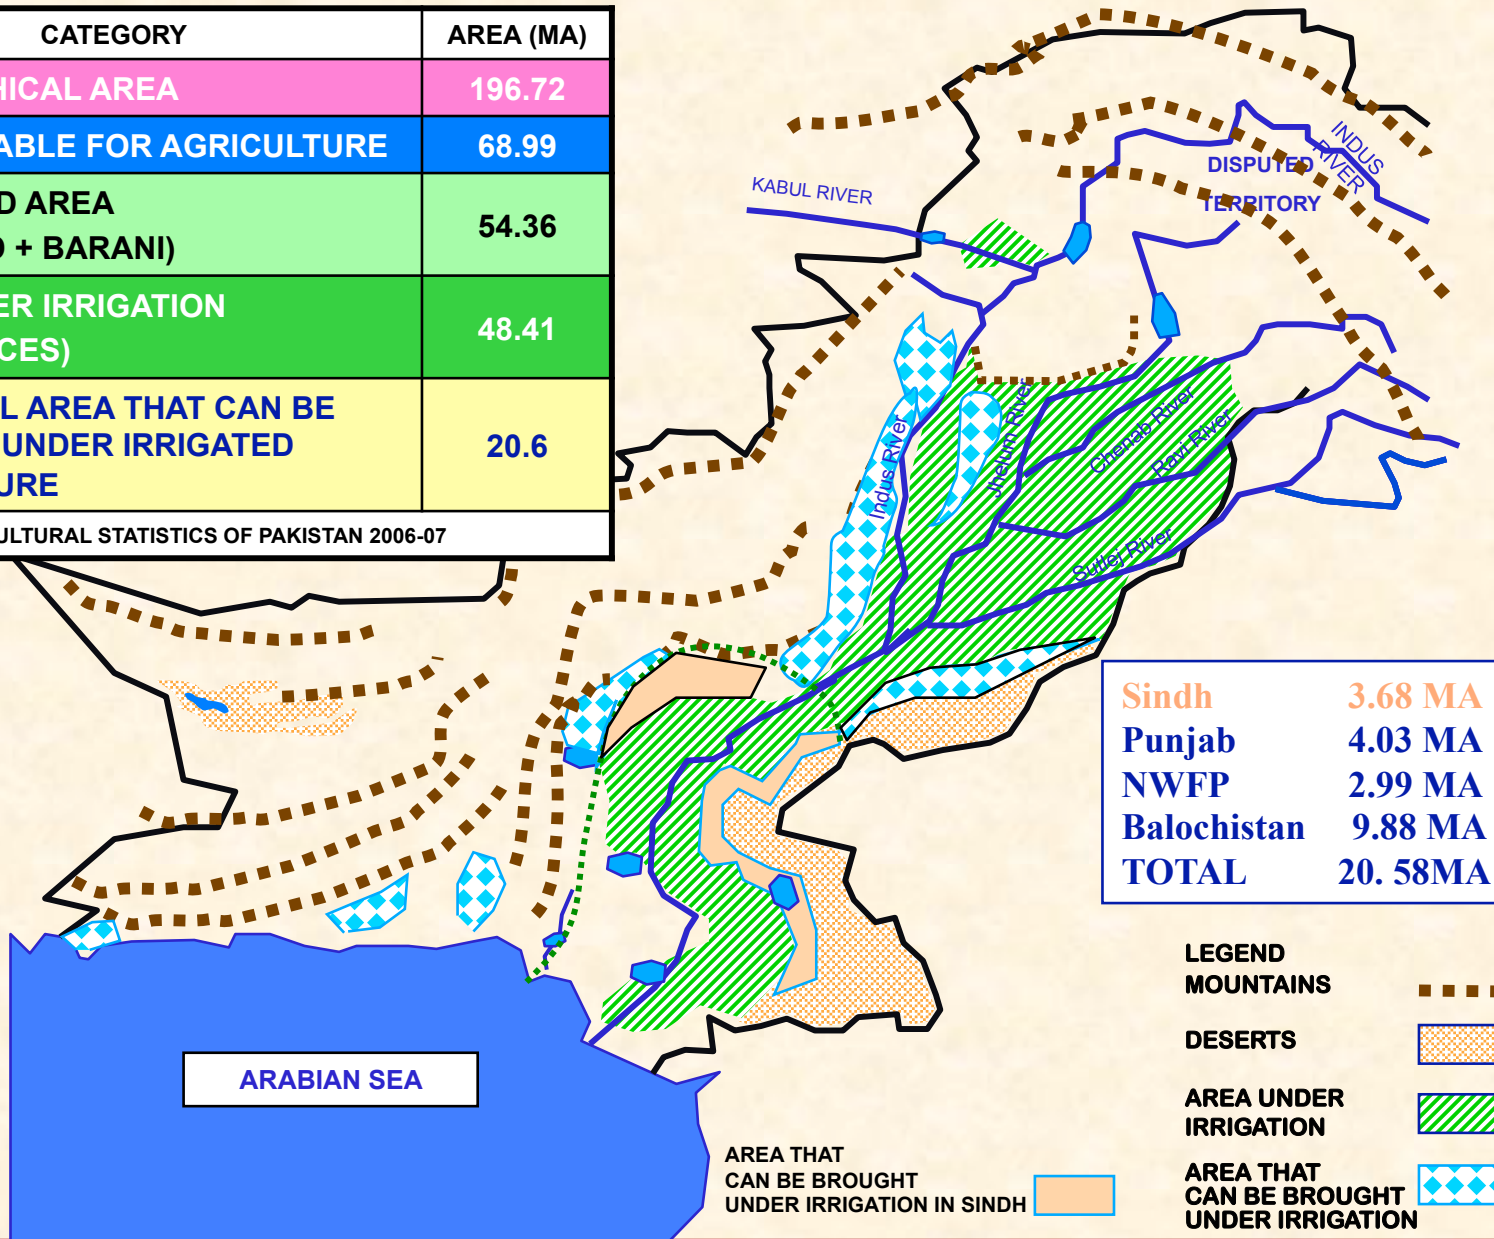 CATEGORY AREA (MA)
HICAL AREA 196.72
ABLE FOR AGRICULTURE 68.99
D AREA
D + BARANI) 54.36
ER IRRIGATION
CES) 48.41
L AREA THAT CAN BE
UNDER IRRIGATED 20.6
URE
ULTURAL STATISTICS OF PAKISTAN 2006-07
KABUL RIVER
INDUS
RIVER
DISPUTED
TERRITORY
Indus River
Jhelum River
Chenab River
Ravi River
Sutlej River
Sindh 3.68 MA
Punjab 4.03 MA
NWFP 2.99 MA
Balochistan 9.88 MA
TOTAL 20. 58MA
ARABIAN SEA
LEGEND
MOUNTAINS
DESERTS
AREA UNDER
IRRIGATION
AREA THAT
CAN BE BROUGHT
UNDER IRRIGATION
AREA THAT
CAN BE BROUGHT
UNDER IRRIGATION IN SINDH